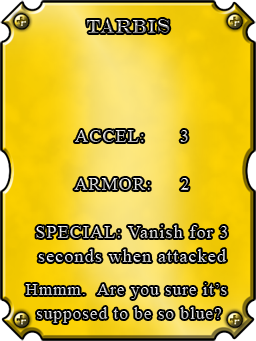 TARBIS
ACCEL: 3
ARMOR: 2
SPECIAL: Vanish for 3
seconds when attacked
Hmmm. Are you sure it's
supposed to be so blue?